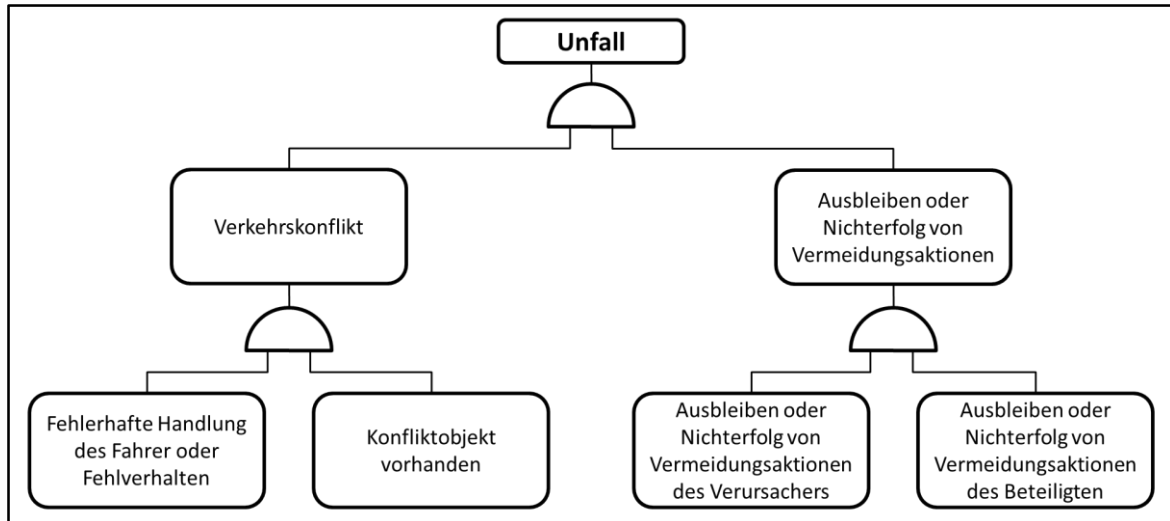 Unfall
Verkehrskonflikt
Ausbleiben oder
Nichterfolg von
Vermeidungsaktionen
Fehlerhafte Handlung
des Fahrer oder
Fehlverhalten
Konfliktobjekt
vorhanden
Ausbleiben oder
Nichterfolg von
Vermeidungsaktionen
des Verursachers
Ausbleiben oder
Nichterfolg von
Vermeidungsaktionen
des Beteiligten